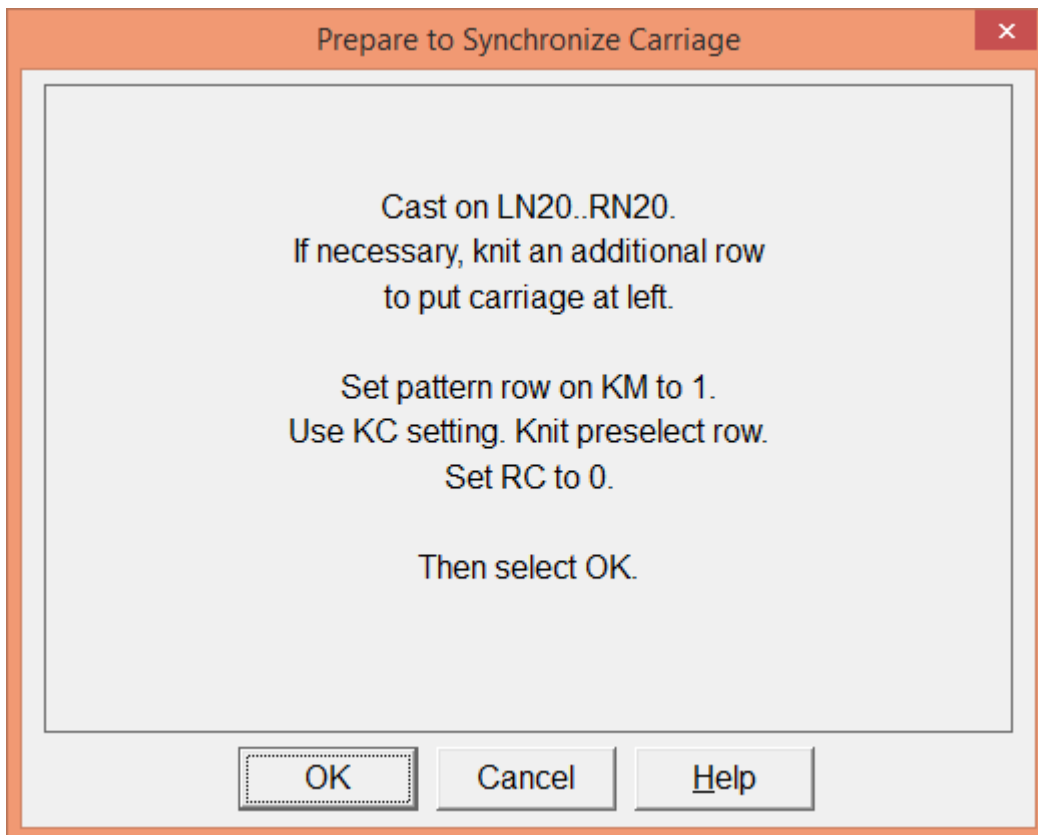 Prepare to Synchronize Carriage
Cast on LN20..RN20.
If necessary, knit an additional row
to put carriage at left.
Set pattern row on KM to 1.
Use KC setting. Knit preselect row.
Set RC to 0.
Then select OK.
OK
Cancel
Help